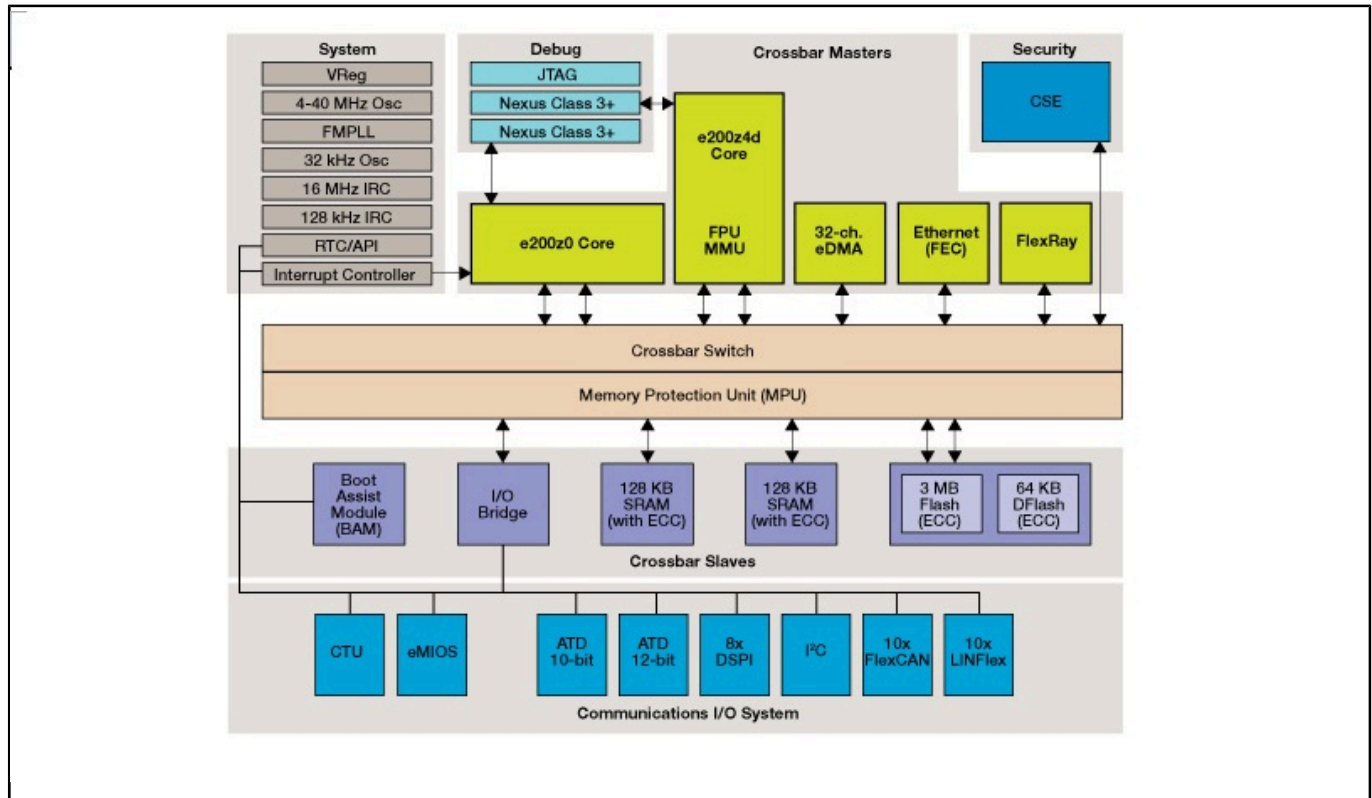 System
VReg
4-40 MHz Osc
FMPLL
32 kHz Osc
16 MHz IRC
128 kHz IRC
RTC/API
Interrupt Controller
Debug
JTAG
Nexus Class 3+
Nexus Class 3+
Crossbar Masters
e200z4d
Core
FPU
MMU
e200z0 Core
32-ch.
eDMA
Ethernet
(FEC)
FlexRay
Security
CSE
Crossbar Switch
Memory Protection Unit (MPU)
Boot
Assist
Module
(BAM)
I/O
Bridge
128 KB
SRAM
(with ECC)
128 KB
SRAM
(with ECC)
3 MB
Flash
(ECC)
64 KB
DFlash
(ECC)
Crossbar Slaves
CTU
eMIOS
ATD
10-bit
ATD
12-bit
8x
DSPI
I²C
10x
FlexCAN
10x
LINFlex
Communications I/O System